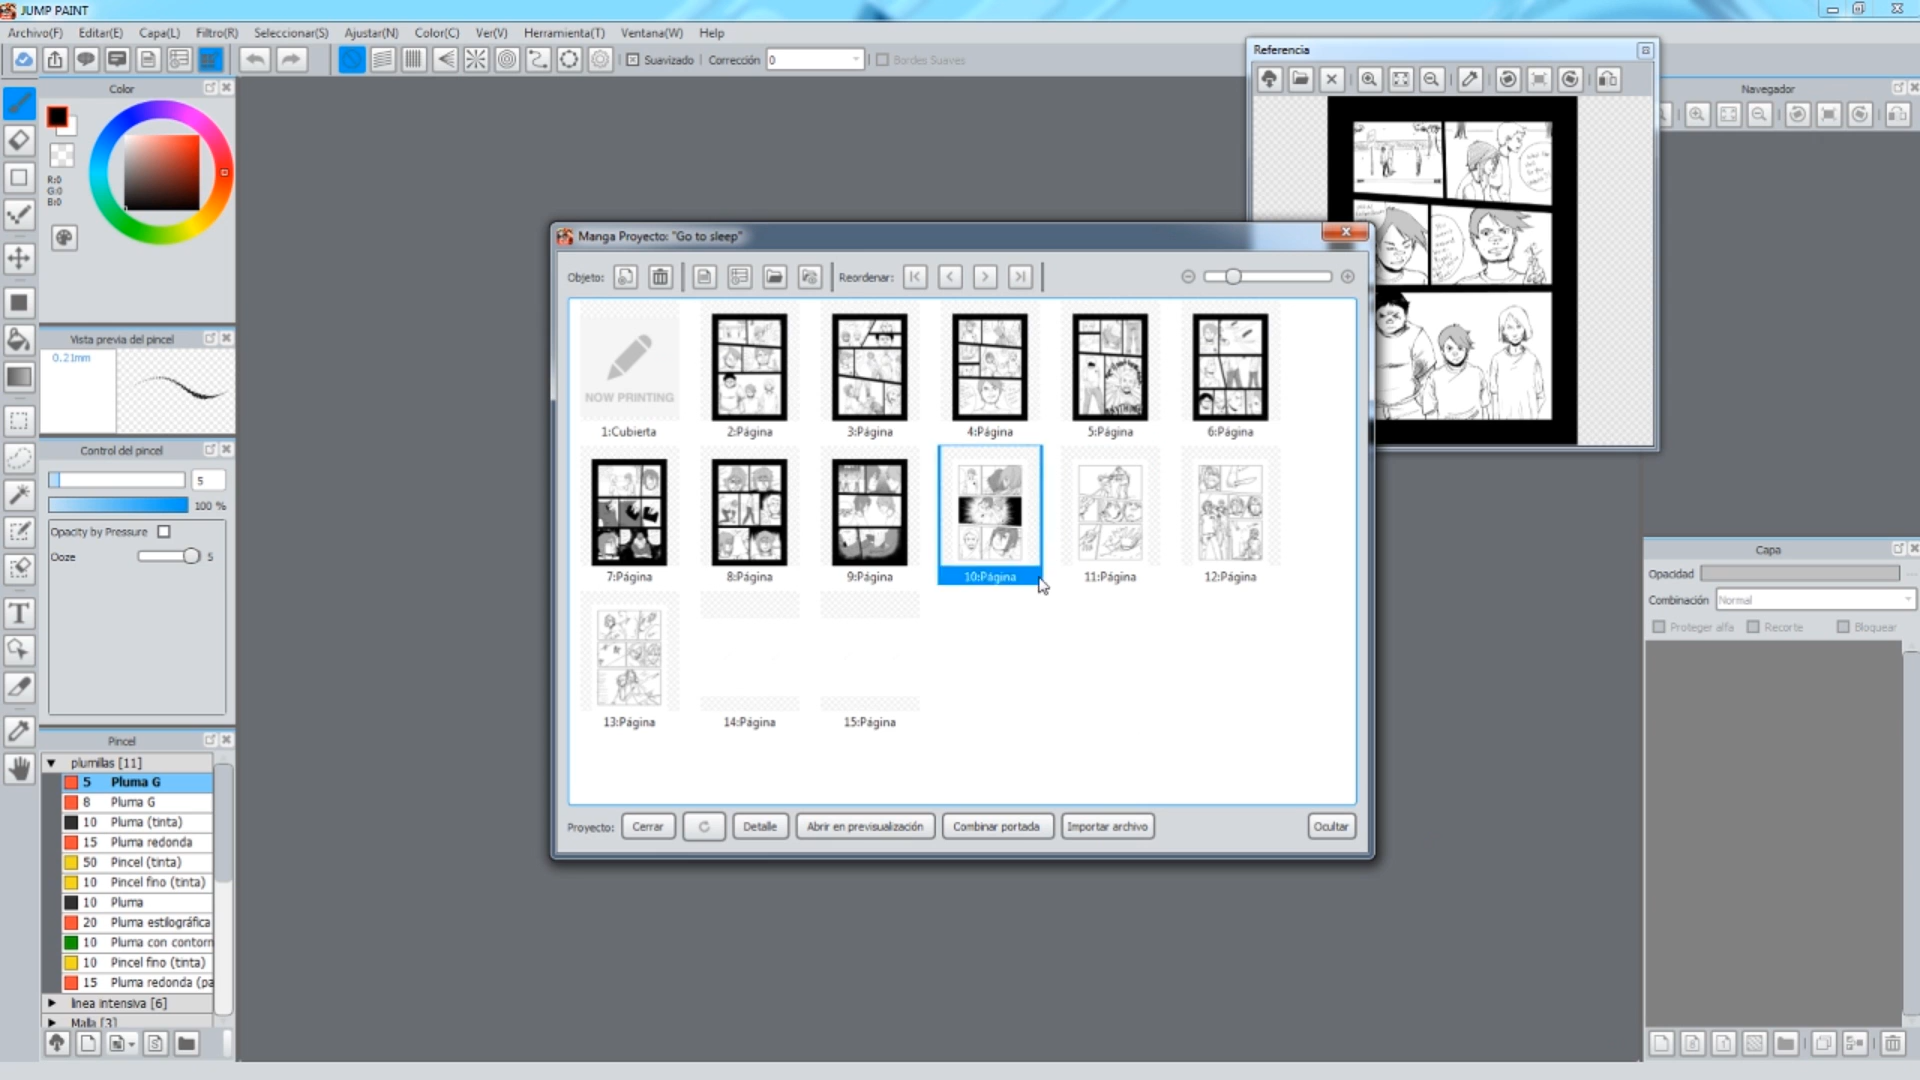 JUMP PAINT
Archivo(F) Editar(E) Capa(L) Filtro(R) Seleccionar(S) Ajustar(N) Color(C) Ver(V) Herramienta(T) Ventana(W) Help
Suavizado Corrección 0 Bordes Suaves
Referencia
Color
Navegador
R:0
G:0
B:0
Manga Proyecto: "Go to sleep"
Objeto: Reordenar:
Vista previa del pincel
0.21mm
NOW PRINTING
1:Cubierta 2:Página 3:Página 4:Página 5:Página 6:Página
Control del pincel
5
100 %
Opacity by Pressure
Ooze 5
7:Página 8:Página 9:Página 10:Página 11:Página 12:Página
Capa
Opacidad
Combinación Normal
Proteger alfa Recorte Bloquear
13:Página 14:Página 15:Página
Pincel
plumillas [11]
5 Pluma G
8 Pluma G
10 Pluma (tinta)
15 Pluma redonda
50 Pincel (tinta)
10 Pincel fino (tinta)
10 Pluma
20 Pluma estilográfica
10 Pluma con contorn
10 Pincel fino (tinta)
15 Pluma redonda (pa
linea intensiva [6]
Malla [3]
Proyecto: Cerrar Detalle Abrir en previsualización Combinar portada Importar archivo Ocultar